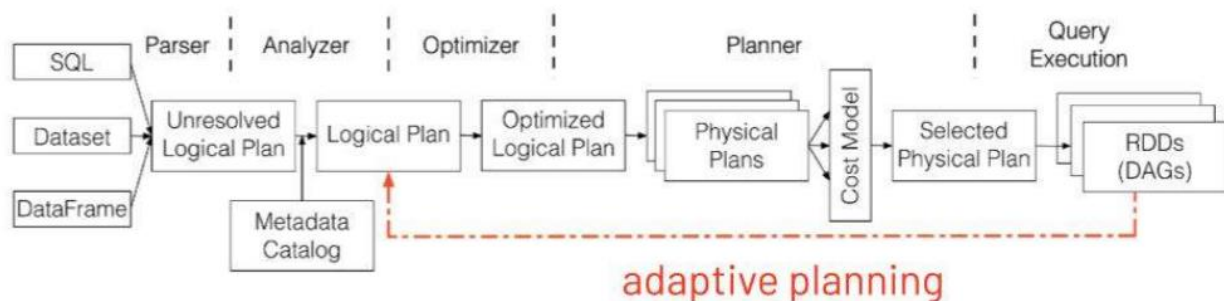 Parser
Analyzer
Optimizer
Planner
Query
Execution
SQL
Dataset
DataFrame
Unresolved
Logical Plan
Metadata
Catalog
Logical Plan
Optimized
Logical Plan
Physical
Plans
Cost Model
Selected
Physical Plan
RDDs
(DAGs)
adaptive planning